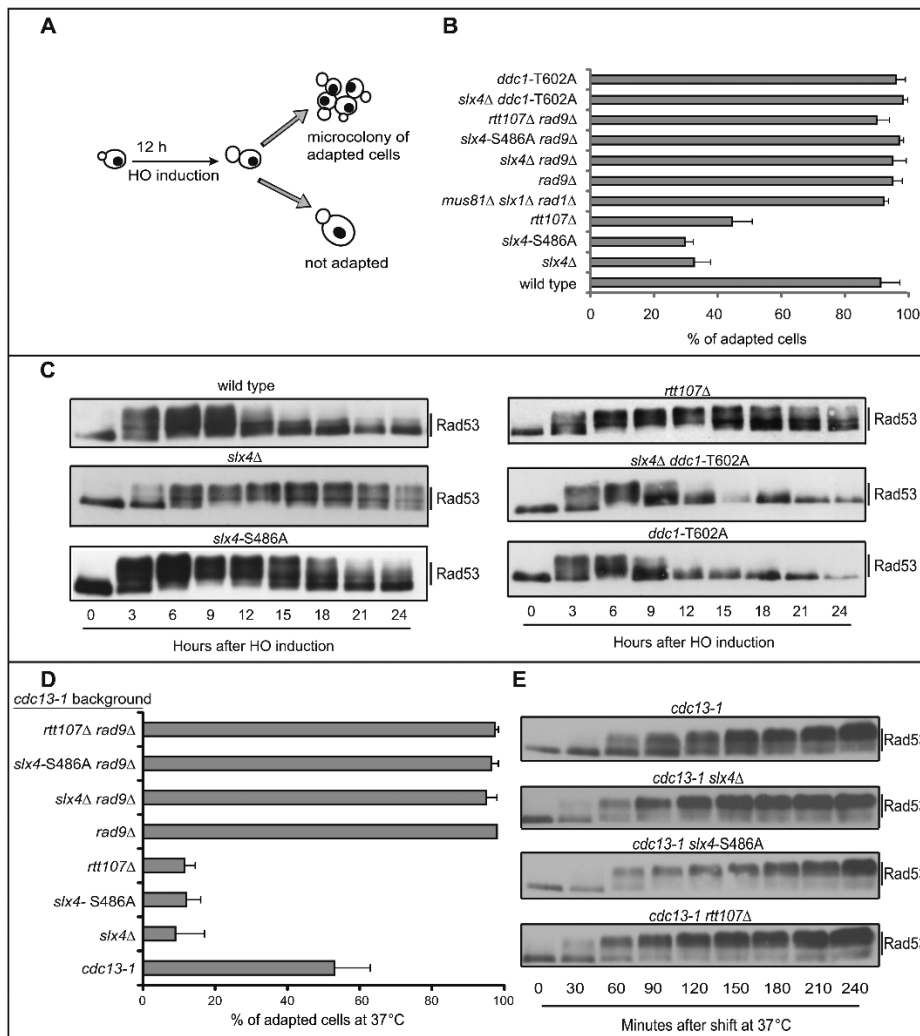 A
12 h
HO induction
microcolony of
adapted cells
not adapted
B
ddc1-T602A
slx4Δ ddc1-T602A
rtt107Δ rad9Δ
slx4-S486A rad9Δ
slx4Δ rad9Δ
rad9Δ
mus81Δ slx1Δ rad1Δ
rtt107Δ
slx4-S486A
slx4Δ
wild type
0 20 40 60 80 100
% of adapted cells
C
wild type
Rad53
slx4Δ
Rad53
slx4-S486A
Rad53
0 3 6 9 12 15 18 21 24
Hours after HO induction
rtt107Δ
Rad53
slx4Δ ddc1-T602A
Rad53
ddc1-T602A
Rad53
0 3 6 9 12 15 18 21 24
Hours after HO induction
D
cdc13-1 background
rtt107Δ rad9Δ
slx4-S486A rad9Δ
slx4Δ rad9Δ
rad9Δ
rtt107Δ
slx4- S486A
slx4Δ
cdc13-1
0 20 40 60 80 100
% of adapted cells at 37°C
E
cdc13-1
Rad53
cdc13-1 slx4Δ
Rad53
cdc13-1 slx4-S486A
Rad53
cdc13-1 rtt107Δ
Rad53
0 30 60 90 120 150 180 210 240
Minutes after shift at 37°C